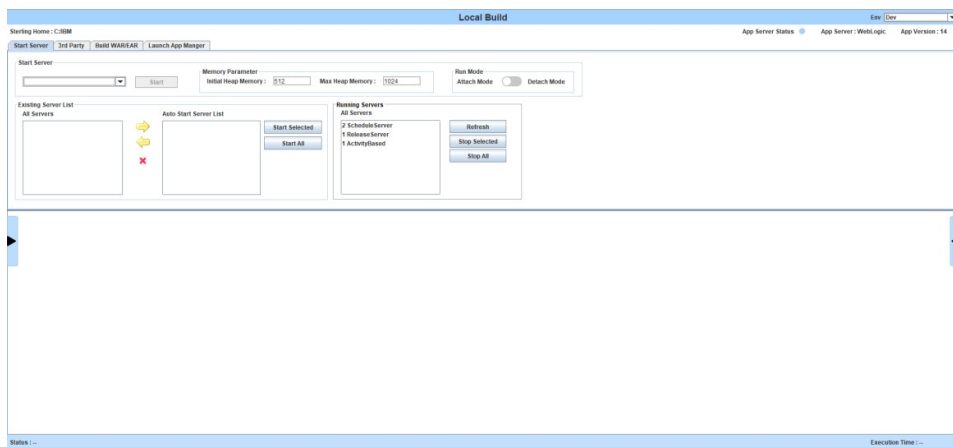 Local Build
Env Dev
Sterling Home : C:IBM
App Server Status App Server : WebLogic App Version : 14
Start Server 3rd Party Build WAR/EAR Launch App Manger
Start Server
Start
Memory Parameter
Initial Heap Memory : 512 Max Heap Memory : 1024
Run Mode
Attach Mode Detach Mode
Existing Server List
All Servers
Auto Start Server List
Start Selected
Start All
Running Servers
All Servers
2 ScheduleServer
1 ReleaseServer
1 ActivityBased
Refresh
Stop Selected
Stop All
Status : --
Execution Time : --